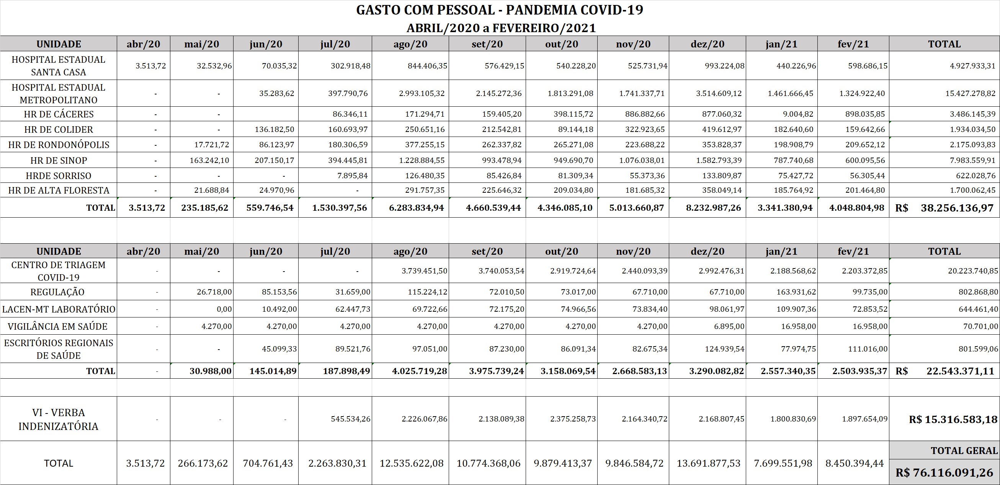 GASTO COM PESSOAL - PANDEMIA COVID-19
ABRIL/2020 a FEVEREIRO/2021
UNIDADE abr/20 mai/20 jun/20 jul/20 ago/20 set/20 out/20 nov/20 dez/20 jan/21 fev/21 TOTAL
HOSPITAL ESTADUAL
SANTA CASA 3.513,72 32.532,96 70.035,32 302.918,48 844.406,35 576.429,15 540.228,20 525.731,94 993.224,08 440.226,96 598.686,15 4.927.933,31
HOSPITAL ESTADUAL
METROPOLITANO - - 35.283,62 397.790,76 2.993.105,32 2.145.272,36 1.813.291,08 1.741.337,71 3.514.609,12 1.461.666,45 1.324.922,40 15.427.278,82
HR DE CÁCERES - - 86.346,11 171.294,71 159.405,20 398.115,72 886.882,66 877.060,32 9.004,82 898.035,85 3.486.145,39
HR DE COLIDER - - 136.182,50 160.693,97 250.651,16 212.542,81 89.144,18 322.923,65 419.612,97 182.640,60 159.642,66 1.934.034,50
HR DE RONDONÓPOLIS - 17.721,72 86.123,97 180.306,59 377.255,15 262.337,82 265.271,08 223.688,22 353.828,37 198.908,79 209.652,12 2.175.093,83
HR DE SINOP - 163.242,10 207.150,17 394.445,81 1.228.884,55 993.478,94 949.690,70 1.076.038,01 1.582.793,39 787.740,68 600.095,56 7.983.559,91
HRDE SORRISO - - - 7.895,84 126.480,35 85.426,84 81.309,34 55.373,36 133.809,87 75.427,72 56.305,44 622.028,76
HR DE ALTA FLORESTA - 21.688,84 24.970,96 - 291.757,35 225.646,32 209.034,80 181.685,32 358.049,14 185.764,92 201.464,80 1.700.062,45
TOTAL 3.513,72 235.185,62 559.746,54 1.530.397,56 6.283.834,94 4.660.539,44 4.346.085,10 5.013.660,87 8.232.987,26 3.341.380,94 4.048.804,98 R$ 38.256.136,97
UNIDADE abr/20 mai/20 jun/20 jul/20 ago/20 set/20 out/20 nov/20 dez/20 jan/21 fev/21 TOTAL
CENTRO DE TRIAGEM
COVID-19 - - - - 3.739.451,50 3.740.053,54 2.919.724,64 2.440.093,39 2.992.476,31 2.188.568,62 2.203.372,85 20.223.740,85
REGULAÇÃO - 26.718,00 85.153,56 31.659,00 115.224,12 72.010,50 73.017,00 67.710,00 67.710,00 163.931,62 99.735,00 802.868,80
LACEN-MT LABORATÓRIO - 0,00 10.492,00 62.447,73 69.722,66 72.175,20 74.966,56 73.834,40 98.061,97 109.907,36 72.853,52 644.461,40
VIGILÂNCIA EM SAÚDE - 4.270,00 4.270,00 4.270,00 4.270,00 4.270,00 4.270,00 4.270,00 6.895,00 16.958,00 16.958,00 70.701,00
ESCRITÓRIOS REGIONAIS
DE SAÚDE - - 45.099,33 89.521,76 97.051,00 87.230,00 86.091,34 82.675,34 124.939,54 77.974,75 111.016,00 801.599,06
TOTAL - 30.988,00 145.014,89 187.898,49 4.025.719,28 3.975.739,24 3.158.069,54 2.668.583,13 3.290.082,82 2.557.340,35 2.503.935,37 R$ 22.543.371,11
VI - VERBA
INDENIZATÓRIA - - - 545.534,26 2.226.067,86 2.138.089,38 2.375.258,73 2.164.340,72 2.168.807,45 1.800.830,69 1.897.654,09 R$ 15.316.583,18
TOTAL GERAL
TOTAL 3.513,72 266.173,62 704.761,43 2.263.830,31 12.535.622,08 10.774.368,06 9.879.413,37 9.846.584,72 13.691.877,53 7.699.551,98 8.450.394,44
R$ 76.116.091,26